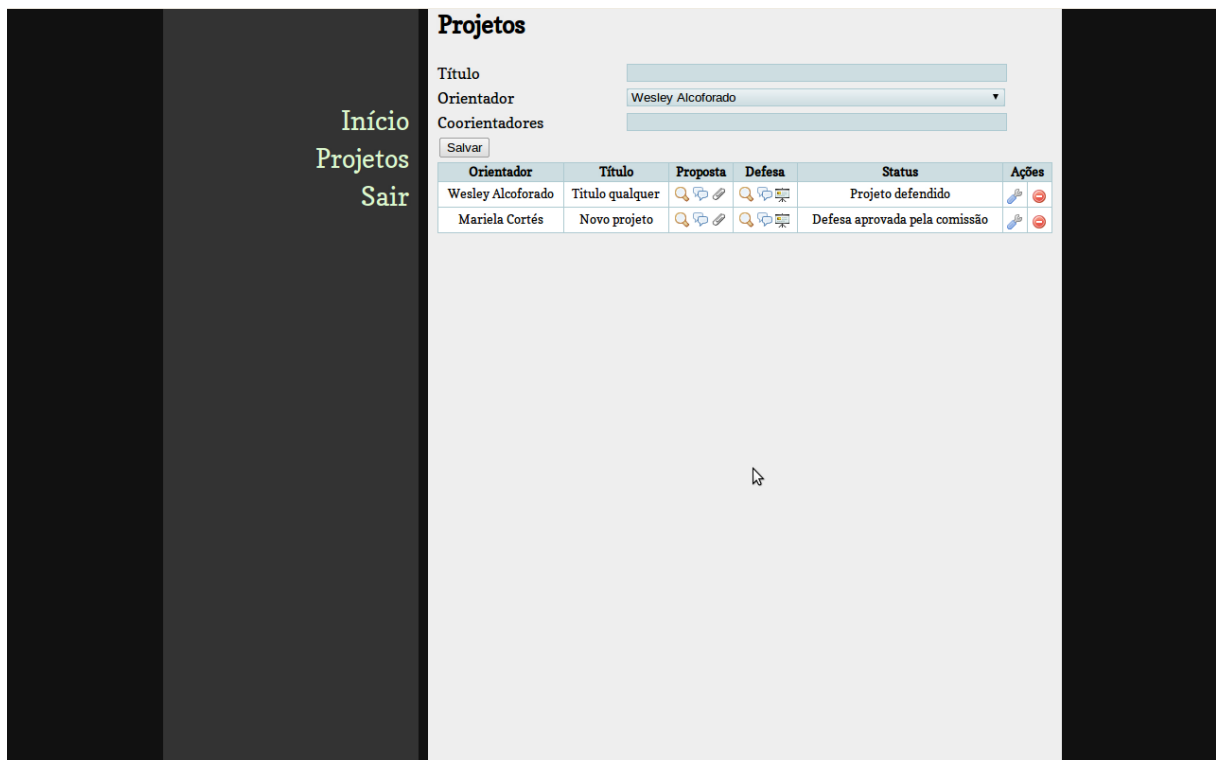 Início
Projetos
Sair
Projetos
Título
Orientador Wesley Alcoforado
Coorientadores
Salvar
Orientador Título Proposta Defesa Status Ações
Wesley Alcoforado Titulo qualquer Projeto defendido
Mariela Cortés Novo projeto Defesa aprovada pela comissão